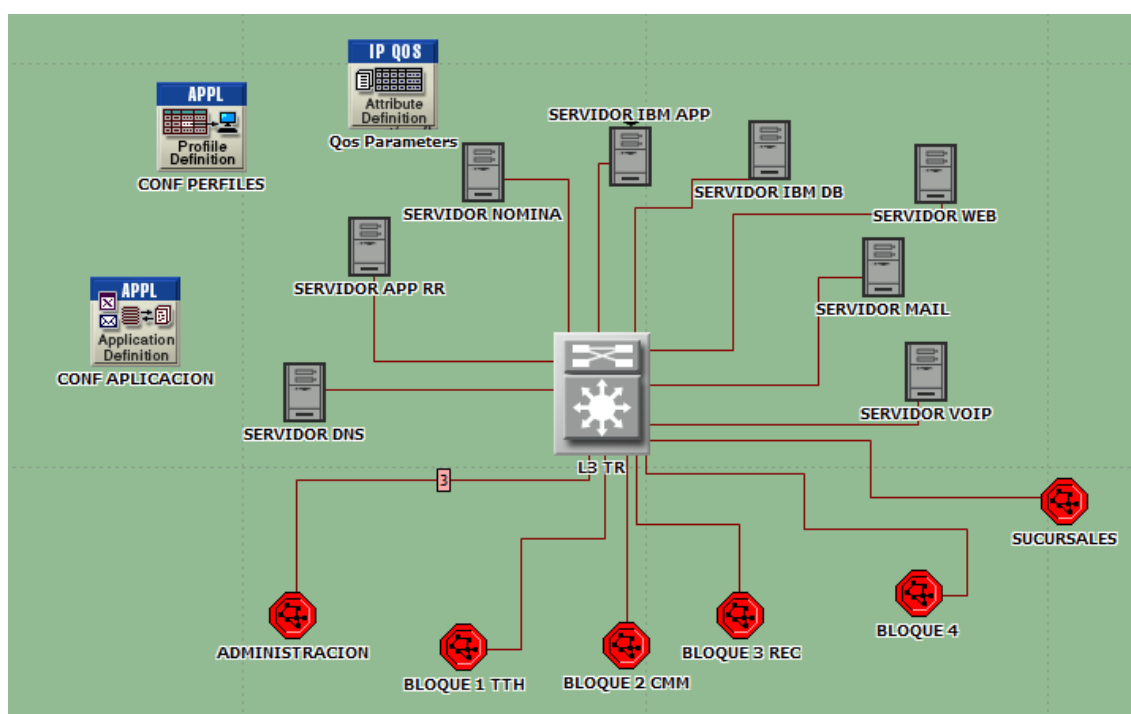 IP QOS
Attribute
Definition
Qos Parameters
APPL
Profiile
Definition
CONF PERFILES
SERVIDOR IBM APP
SERVIDOR IBM DB
SERVIDOR NOMINA
SERVIDOR WEB
SERVIDOR APP RR
SERVIDOR MAIL
APPL
Application
Definition
CONF APLICACION
SERVIDOR DNS
SERVIDOR VOIP
L3 TR
3
SUCURSALES
ADMINISTRACION
BLOQUE 1 TTH
BLOQUE 2 CMM
BLOQUE 3 REC
BLOQUE 4